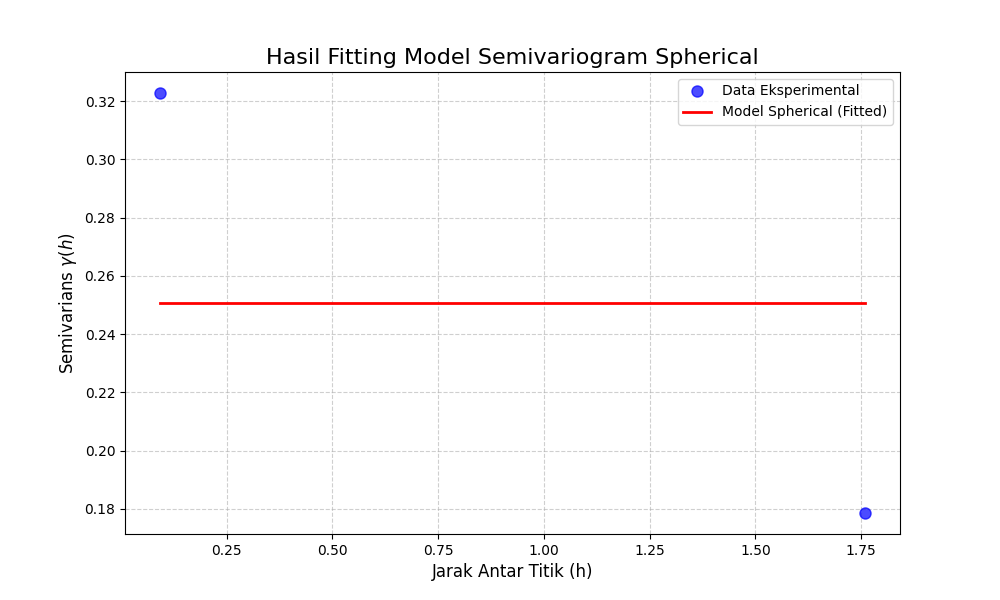 Hasil Fitting Model Semivariogram Spherical
Data Eksperimental
Model Spherical (Fitted)
Semivarians γ(h)
0.32
0.30
0.28
0.26
0.24
0.22
0.20
0.18
0.25 0.50 0.75 1.00 1.25 1.50 1.75
Jarak Antar Titik (h)